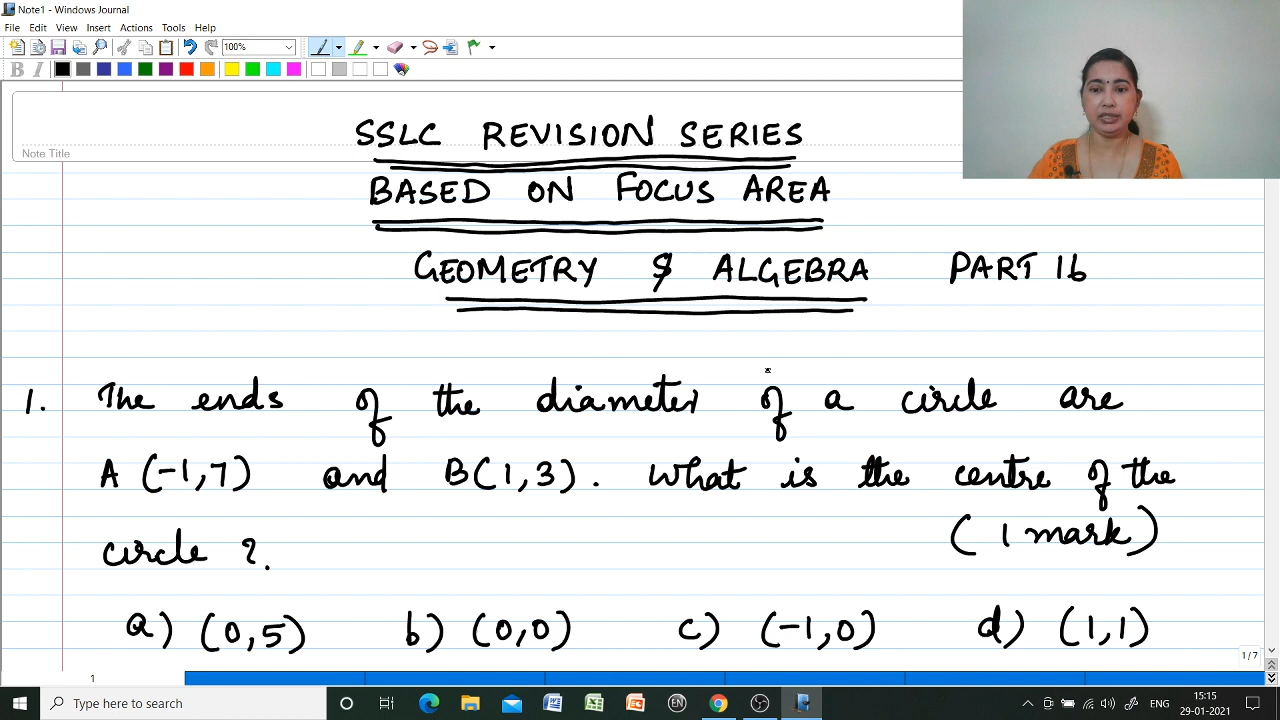 Note1 - Windows Journal
File Edit View Insert Actions Tools Help
100%
B I
Note Title
SSLC REVISION SERIES
BASED ON FOCUS AREA
GEOMETRY & ALGEBRA PART 16
1. The ends of the diameter of a circle are
A (-1,7) and B(1,3). What is the centre of the
circle ?
(1 mark)
a) (0,5) b) (0,0) c) (-1,0) d) (1,1)
1/7
1
Type here to search
EN
ENG
15:15
29-01-2021